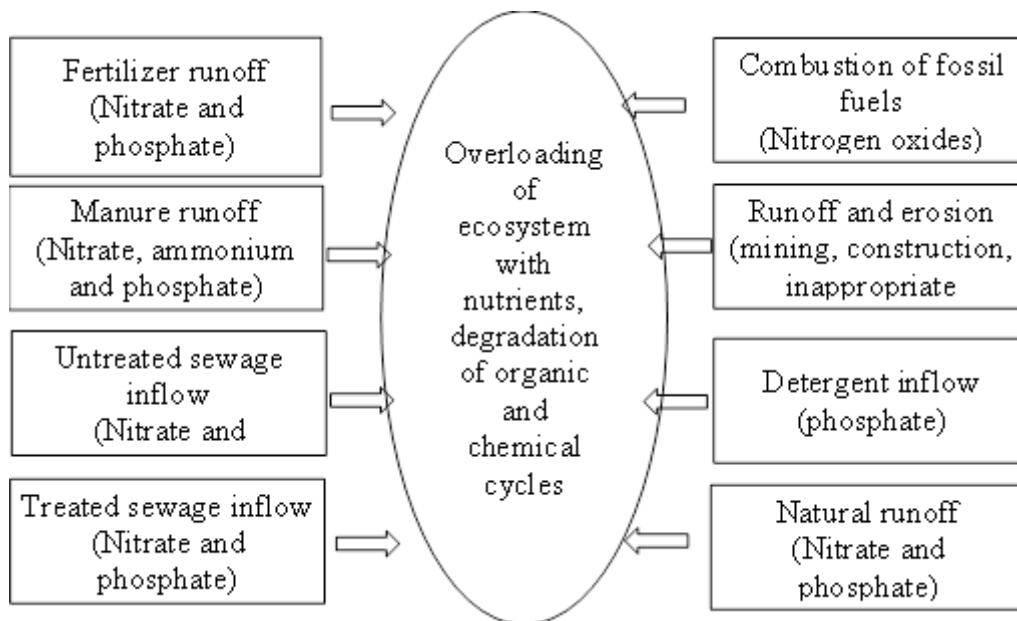 Fertilizer runoff
(Nitrate and
phosphate)
Manure runoff
(Nitrate, ammonium
and phosphate)
Untreated sewage
inflow
(Nitrate and
Treated sewage inflow
(Nitrate and
phosphate)
Overloading
of
ecosystem
with
nutrients,
degradation
of organic
and
chemical
cycles
Combustion of fossil
fuels
(Nitrogen oxides)
Runoff and erosion
(mining, construction,
inappropriate
Detergent inflow
(phosphate)
Natural runoff
(Nitrate and
phosphate)